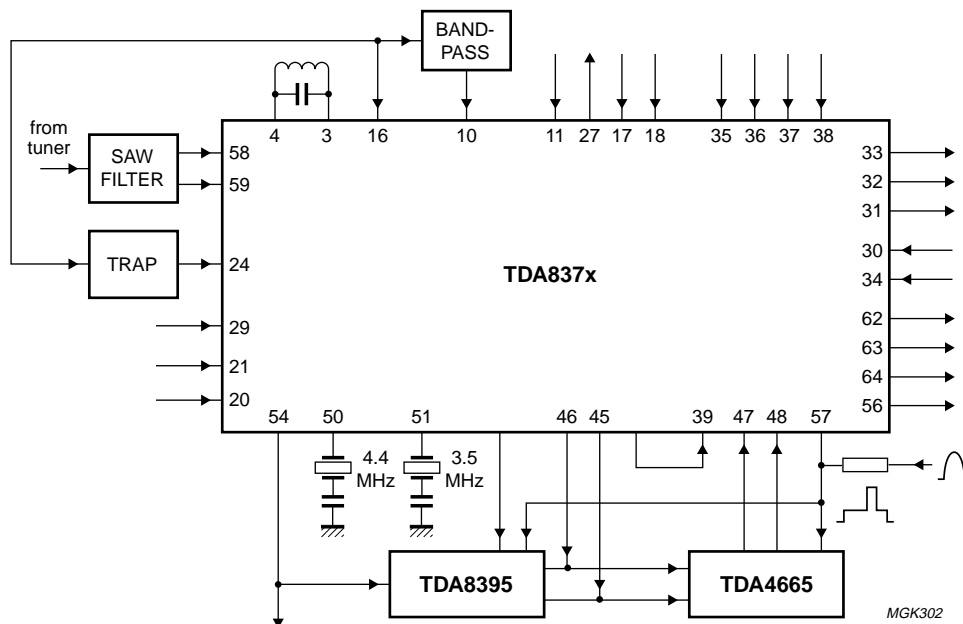 BAND-
PASS
4 3 16 10 11 27 17 18 35 36 37 38
from
tuner
SAW
FILTER
58
59
33
32
31
TRAP
24
30
34
TDA837x
29
21
20
62
63
64
56
54 50 51 46 45 39 47 48 57
4.4
MHz
3.5
MHz
TDA8395
TDA4665
MGK302